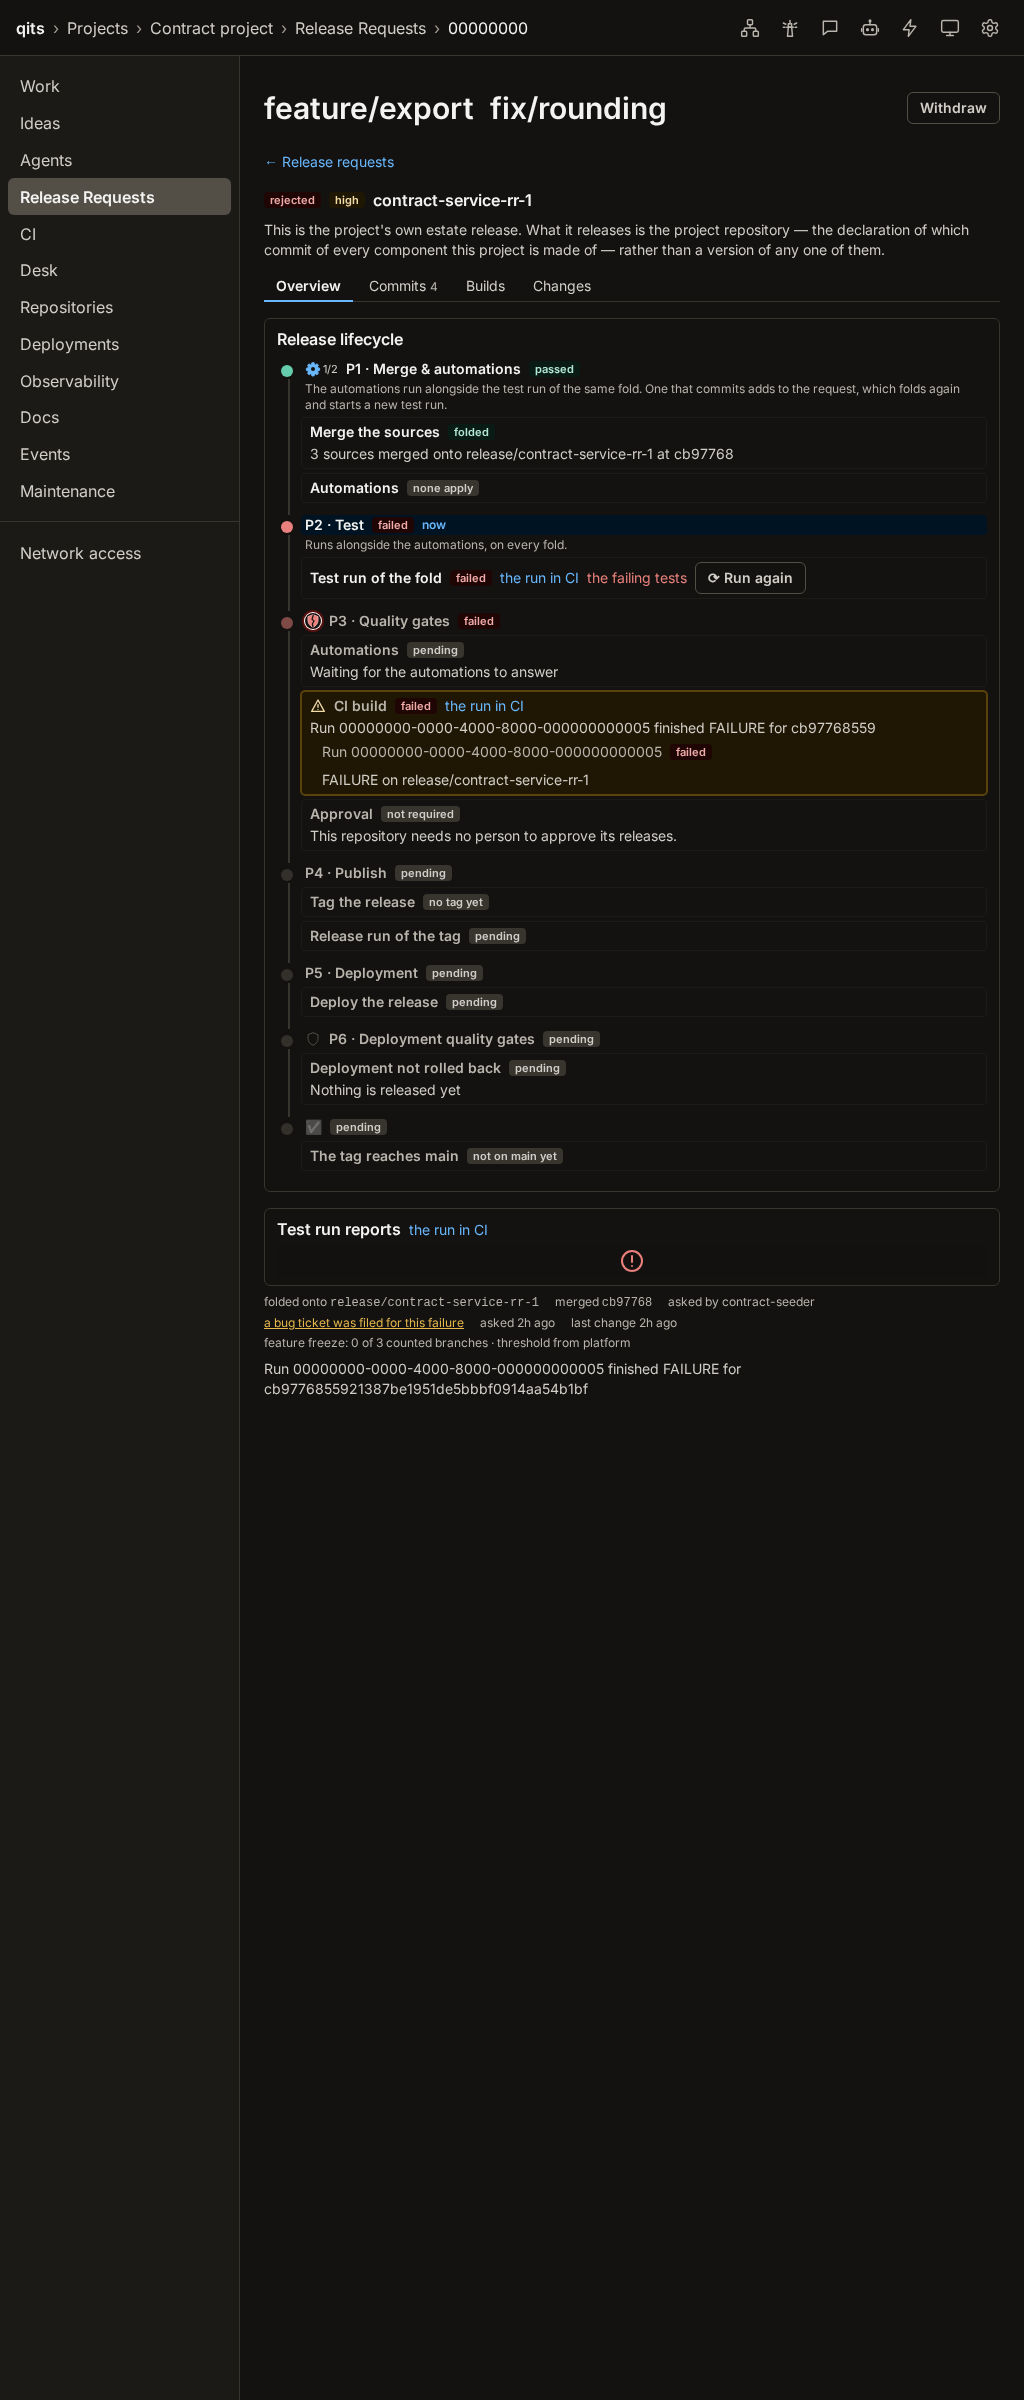 qits › Projects › Contract project › Release Requests › 00000000
Work
Ideas
Agents
Release Requests
CI
Desk
Repositories
Deployments
Observability
Docs
Events
Maintenance
Network access
feature/export fix/rounding
Withdraw
← Release requests
rejected high contract-service-rr-1
This is the project's own estate release. What it releases is the project repository — the declaration of which
commit of every component this project is made of — rather than a version of any one of them.
Overview Commits 4 Builds Changes
Release lifecycle
1/2 P1 · Merge & automations passed
The automations run alongside the test run of the same fold. One that commits adds to the request, which folds again
and starts a new test run.
Merge the sources folded
3 sources merged onto release/contract-service-rr-1 at cb97768
Automations none apply
P2 · Test failed now
Runs alongside the automations, on every fold.
Test run of the fold failed the run in CI the failing tests ⟳ Run again
P3 · Quality gates failed
Automations pending
Waiting for the automations to answer
CI build failed the run in CI
Run 00000000-0000-4000-8000-000000000005 finished FAILURE for cb97768559
Run 00000000-0000-4000-8000-000000000005 failed
FAILURE on release/contract-service-rr-1
Approval not required
This repository needs no person to approve its releases.
P4 · Publish pending
Tag the release no tag yet
Release run of the tag pending
P5 · Deployment pending
Deploy the release pending
P6 · Deployment quality gates pending
Deployment not rolled back pending
Nothing is released yet
pending
The tag reaches main not on main yet
Test run reports the run in CI
folded onto release/contract-service-rr-1 merged cb97768 asked by contract-seeder
a bug ticket was filed for this failure asked 2h ago last change 2h ago
feature freeze: 0 of 3 counted branches · threshold from platform
Run 00000000-0000-4000-8000-000000000005 finished FAILURE for
cb9776855921387be1951de5bbbf0914aa54b1bf